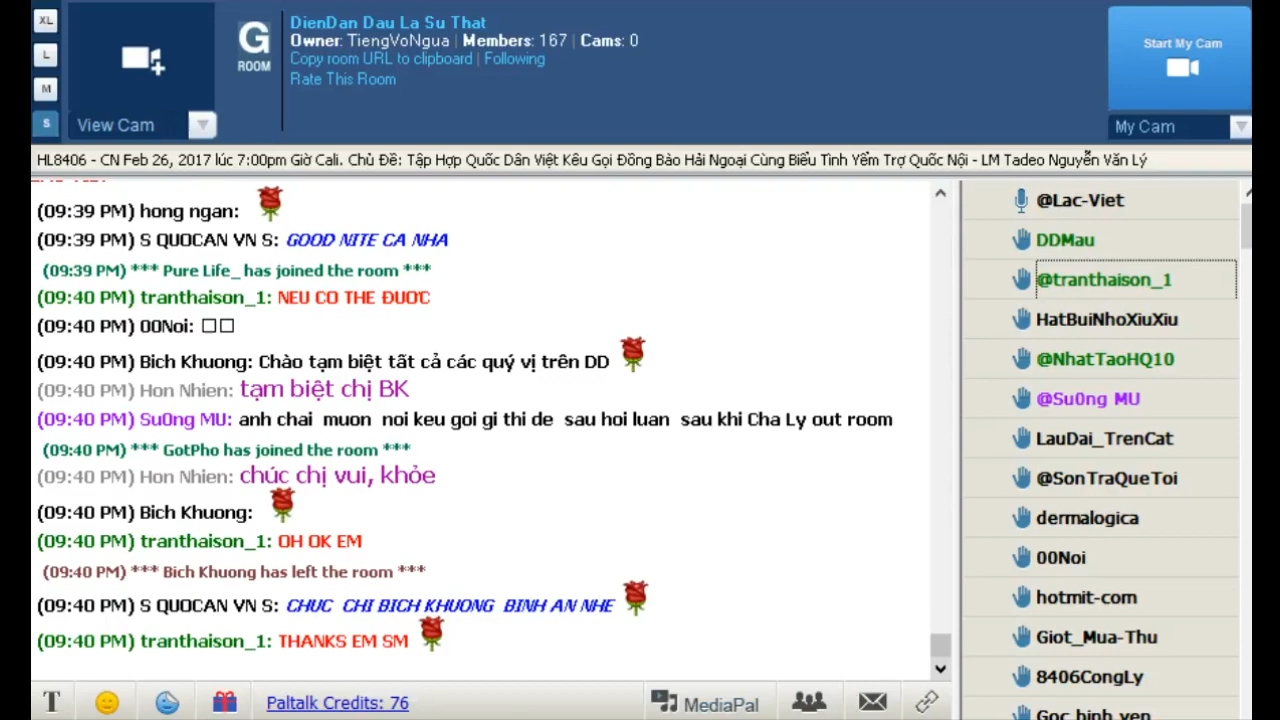 XL
L
M
S
View Cam
G
ROOM
DienDan Dau La Su That
Owner: TiengVoNgua | Members: 167 | Cams: 0
Copy room URL to clipboard | Following
Rate This Room
Start My Cam
My Cam
HL8406 - CN Feb 26, 2017 lúc 7:00pm Giờ Cali. Chủ Đề: Tập Hợp Quốc Dân Việt Kêu Gọi Đồng Bào Hải Ngoại Cùng Biểu Tình Yểm Trợ Quốc Nội - LM Tadeo Nguyễn Văn Lý
(09:39 PM) hong ngan:
(09:39 PM) S QUOCAN VN S: GOOD NITE CA NHA
(09:39 PM) *** Pure Life_ has joined the room ***
(09:40 PM) tranthaison_1: NEU CO THE ĐƯỢC
(09:40 PM) 00Noi: □□
(09:40 PM) Bich Khuong: Chào tạm biệt tất cả các quý vị trên DD
(09:40 PM) Hon Nhien: tạm biệt chị BK
(09:40 PM) Su0ng MU: anh chai muon noi keu goi gi thi de sau hoi luan sau khi Cha Ly out room
(09:40 PM) *** GotPho has joined the room ***
(09:40 PM) Hon Nhien: chúc chị vui, khỏe
(09:40 PM) Bich Khuong:
(09:40 PM) tranthaison_1: OH OK EM
(09:40 PM) *** Bich Khuong has left the room ***
(09:40 PM) S QUOCAN VN S: CHUC CHI BICH KHUONG BINH AN NHE
(09:40 PM) tranthaison_1: THANKS EM SM
@Lac-Viet
DDMau
@tranthaison_1
HatBuiNhoXiuXiu
@NhatTaoHQ10
@Su0ng MU
LauDai_TrenCat
@SonTraQueToi
dermalogica
00Noi
hotmit-com
Giot_Mua-Thu
8406CongLy
Goc binh yen
T
Paltalk Credits: 76
MediaPal